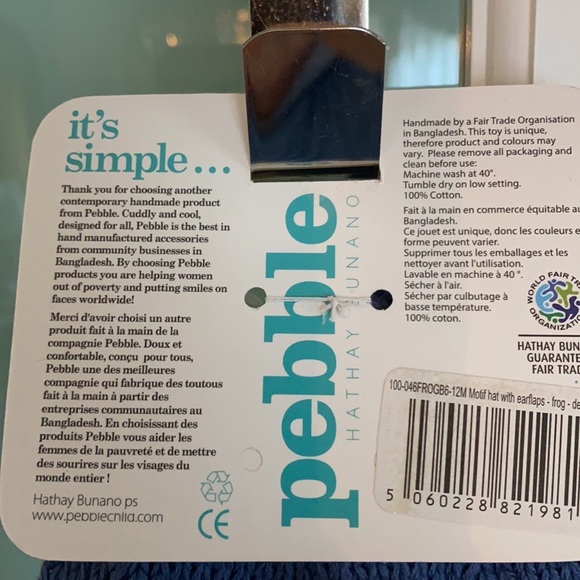 it's
simple...
Thank you for choosing another
contemporary handmade product
from Pebble. Cuddly and cool,
designed for all, Pebble is the best in
hand manufactured accessories
from community businesses in
Bangladesh. By choosing Pebble
products you are helping women
out of poverty and putting smiles on
faces worldwide!
Merci d'avoir choisi un autre
produit fait à la main de la
compagnie Pebble. Doux et
confortable, conçu pour tous,
Pebble une des meilleures
compagnie qui fabrique des toutous
fait à la main à partir des
entreprises communautaires au
Bangladesh. En choisissant des
produits Pebble vous aider les
femmes de la pauvreté et de mettre
des sourires sur les visages du
monde entier !
Hathay Bunano ps
CE
pebble
HATHAY BUNANO
Handmade by a Fair Trade Organisation
in Bangladesh. This toy is unique,
therefore product and colours may
vary. Please remove all packaging and
clean before use:
Machine wash at 40°.
Tumble dry on low setting.
100% Cotton.
Fait à la main en commerce équitable au
Bangladesh.
Ce jouet est unique, donc les couleurs e
forme peuvent varier.
Supprimer tous les emballages et les
nettoyer avant l'utilisation.
Lavable en machine à 40 °.
Sécher à l'air.
Sécher par culbutage à
basse température.
100% coton.
WORLD FAIR TR
ORGANIZATIO
HATHAY BUN
GUARANTE
FAIR TRAD
100-046FROGB6-12M Motif hat with earflaps - frog - de
5 060228 821981